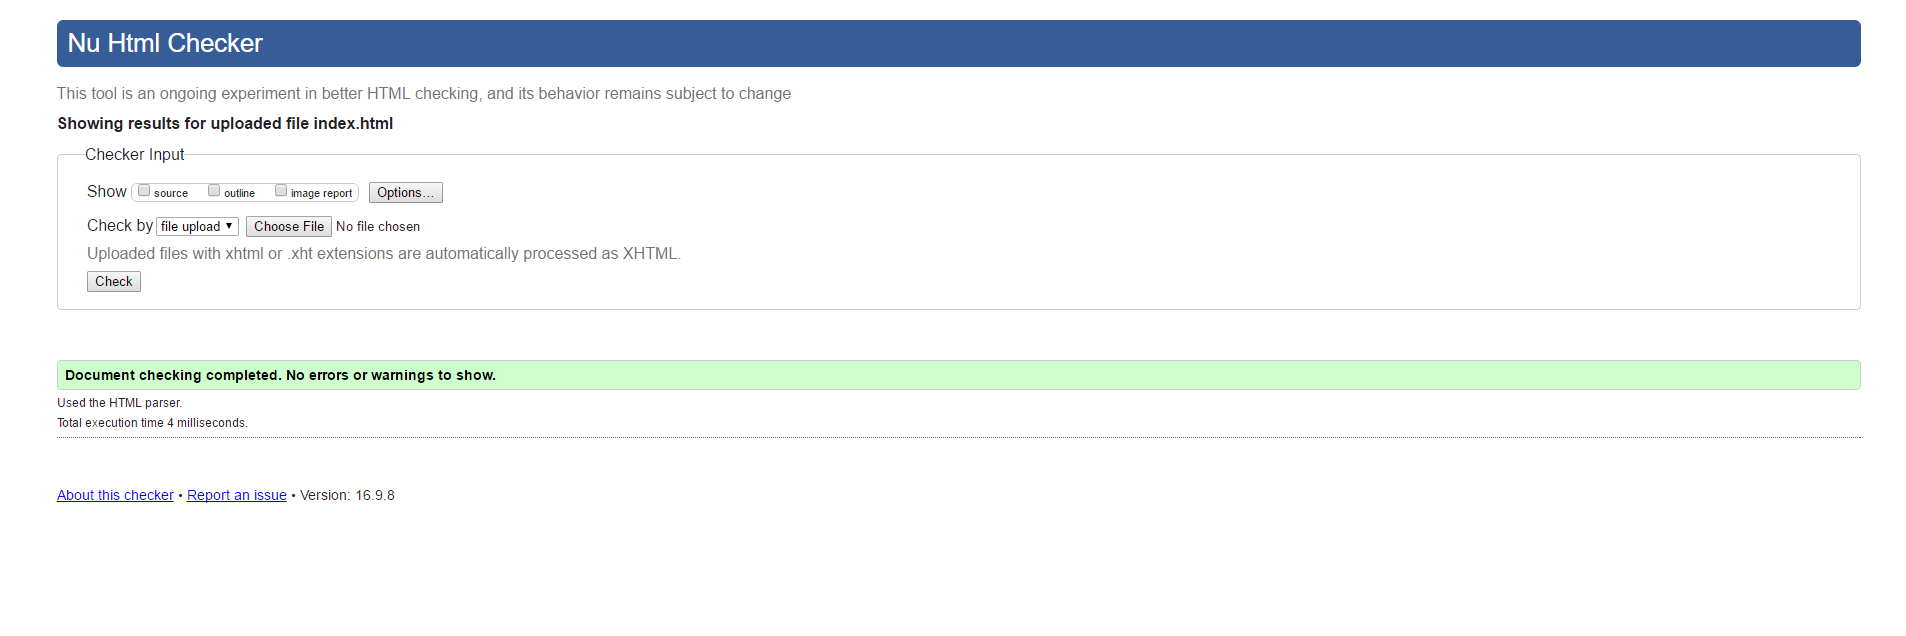 Nu Html Checker
This tool is an ongoing experiment in better HTML checking, and its behavior remains subject to change
Showing results for uploaded file index.html
Checker Input
Show source outline image report Options...
Check by file upload Choose File No file chosen
Uploaded files with xhtml or .xht extensions are automatically processed as XHTML.
Check
Document checking completed. No errors or warnings to show.
Used the HTML parser.
Total execution time 4 milliseconds.
About this checker • Report an issue • Version: 16.9.8